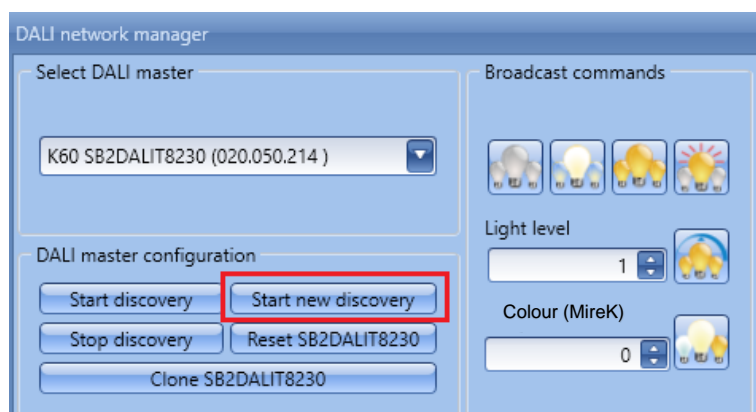 DALI network manager
Select DALI master
K60 SB2DALIT8230 (020.050.214 )
DALI master configuration
Start discovery
Start new discovery
Stop discovery
Reset SB2DALIT8230
Clone SB2DALIT8230
Broadcast commands
Light level
1
Colour (MireK)
0